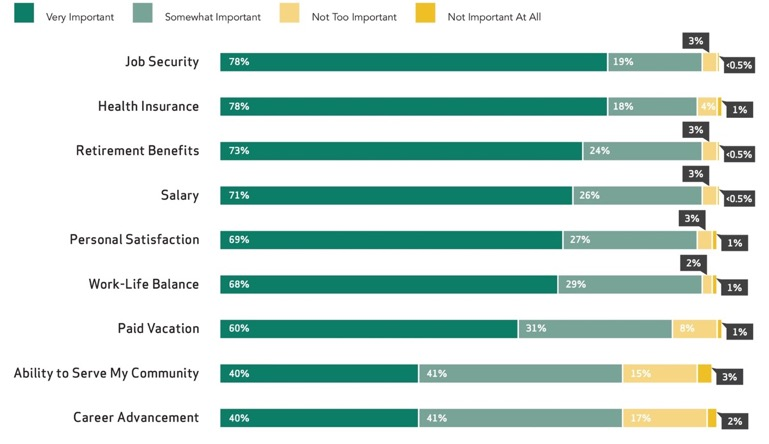 Very Important Somewhat Important Not Too Important Not Important At All
3%
Job Security 78% 19% <0.5%
Health Insurance 78% 18% 4% 1%
3%
Retirement Benefits 73% 24% <0.5%
3%
Salary 71% 26% <0.5%
3%
Personal Satisfaction 69% 27% 1%
2%
Work-Life Balance 68% 29% 1%
Paid Vacation 60% 31% 8% 1%
Ability to Serve My Community 40% 41% 15% 3%
Career Advancement 40% 41% 17% 2%